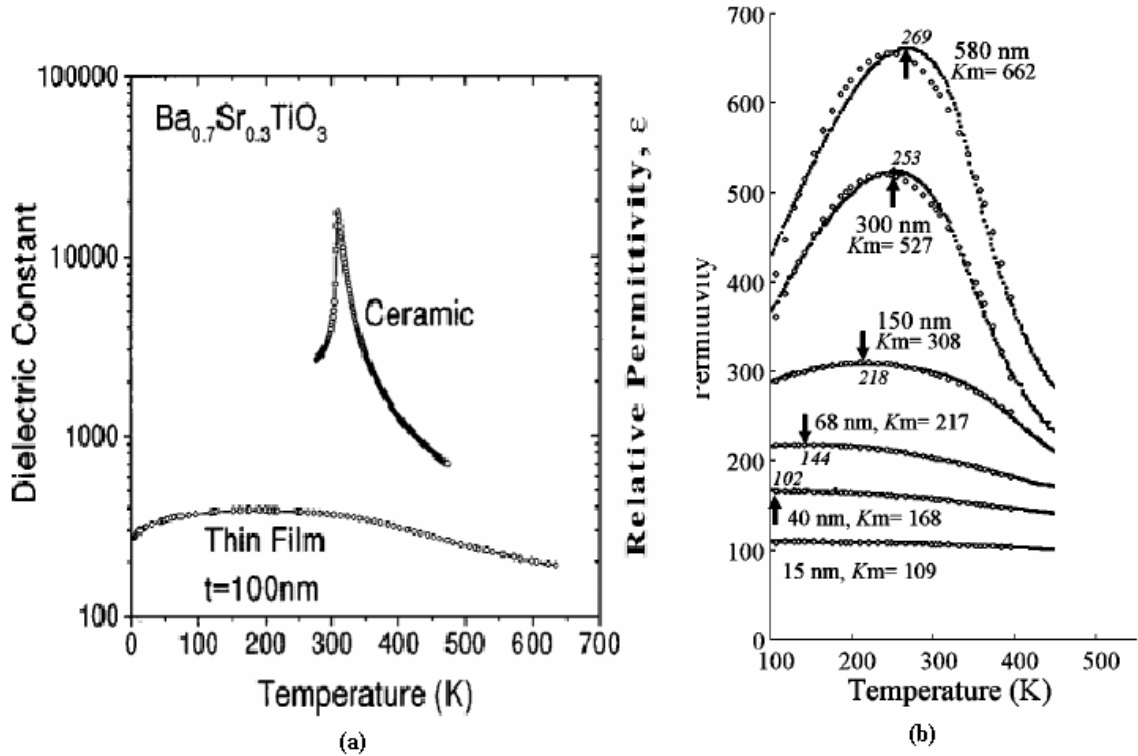 100000
10000
1000
100
Dielectric Constant
Ba0.7Sr0.3TiO3
Ceramic
Thin Film
t=100nm
0 100 200 300 400 500 600 700
Temperature (K)
(a)
Relative Permittivity, ε
Permittivity
700
600
500
400
300
200
100
0
269
580 nm
Km= 662
253
300 nm
Km= 527
150 nm
Km= 308
218
68 nm, Km= 217
144
102
40 nm, Km= 168
15 nm, Km= 109
100 200 300 400 500
Temperature (K)
(b)